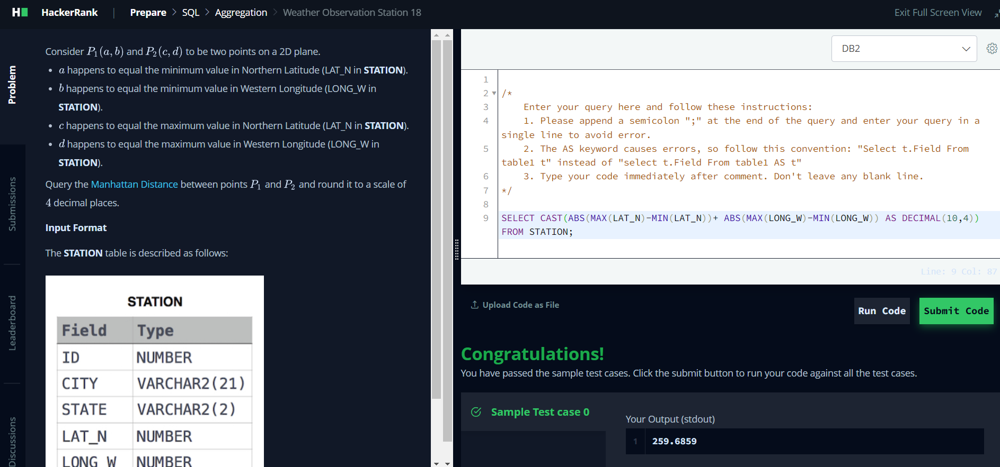 HackerRank | Prepare > SQL > Aggregation > Weather Observation Station 18
Exit Full Screen View
Problem
Submissions
Leaderboard
Discussions
Consider P1(a, b) and P2(c, d) to be two points on a 2D plane.
• a happens to equal the minimum value in Northern Latitude (LAT_N in STATION).
• b happens to equal the minimum value in Western Longitude (LONG_W in
STATION).
• c happens to equal the maximum value in Northern Latitude (LAT_N in STATION).
• d happens to equal the maximum value in Western Longitude (LONG_W in
STATION).
Query the Manhattan Distance between points P1 and P2 and round it to a scale of
4 decimal places.
Input Format
The STATION table is described as follows:
STATION
Field Type
ID NUMBER
CITY VARCHAR2(21)
STATE VARCHAR2(2)
LAT_N NUMBER
LONG_W NUMBER
DB2
1
2 /*
3 Enter your query here and follow these instructions:
4 1. Please append a semicolon ";" at the end of the query and enter your query in a
single line to avoid error.
5 2. The AS keyword causes errors, so follow this convention: "Select t.Field From
table1 t" instead of "select t.Field From table1 AS t"
6 3. Type your code immediately after comment. Don't leave any blank line.
7 */
8
9 SELECT CAST(ABS(MAX(LAT_N)-MIN(LAT_N))+ ABS(MAX(LONG_W)-MIN(LONG_W)) AS DECIMAL(10,4))
FROM STATION;
Line: 9 Col: 87
Upload Code as File
Run Code
Submit Code
Congratulations!
You have passed the sample test cases. Click the submit button to run your code against all the test cases.
Sample Test case 0
Your Output (stdout)
1 259.6859